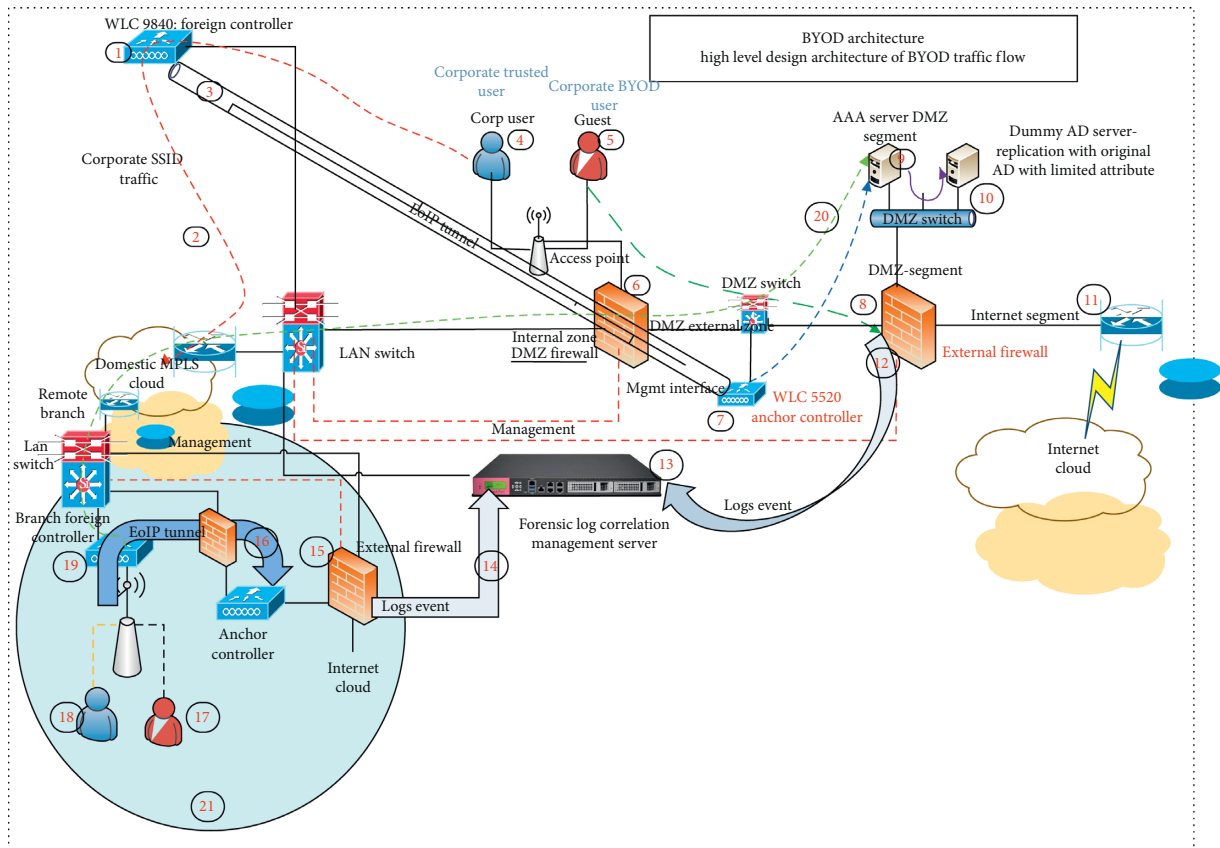 WLC 9840: foreign controller
BYOD architecture
high level design architecture of BYOD traffic flow
1
3
Corporate trusted
user
Corp user
4
Corporate BYOD
user
Guest
5
AAA server DMZ
segment
9
Dummy AD server-
replication with original
AD with limited attribute
10
Corporate SSID
traffic
2
EoIP tunnel
Access point
20
DMZ switch
DMZ-segment
6
DMZ switch
8
11
Internet segment
Internal zone
DMZ firewall
DMZ external zone
External firewall
12
LAN switch
Domestic MPLS
cloud
Remote
branch
Mgmt interface
7
WLC 5520
anchor controller
Management
Management
Internet
cloud
Lan
switch
13
Logs event
Forensic log correlation
management server
Branch foreign
controller
EoIP tunnel
16
15
External firewall
14
19
Logs event
Anchor
controller
Internet
cloud
18
17
21